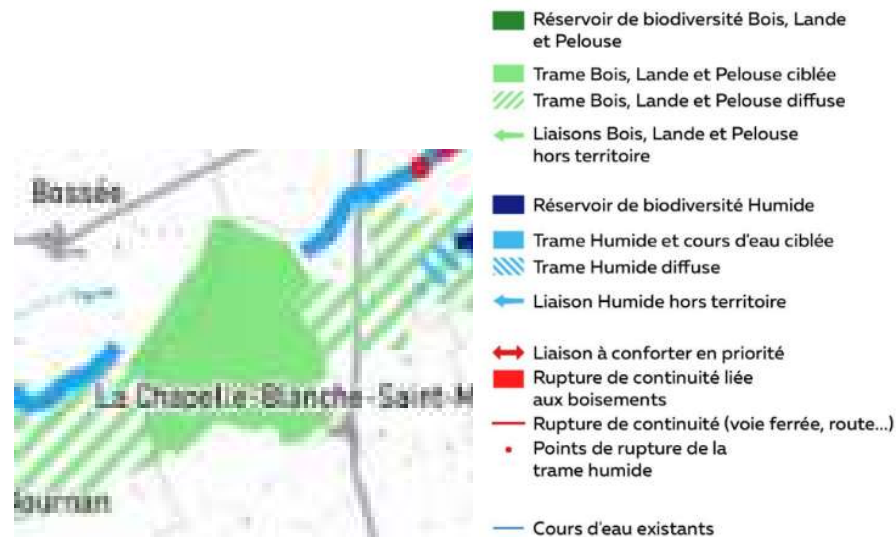 Réservoir de biodiversité Bois, Lande
et Pelouse
Trame Bois, Lande et Pelouse ciblée
Trame Bois, Lande et Pelouse diffuse
Liaisons Bois, Lande et Pelouse
hors territoire
Réservoir de biodiversité Humide
Trame Humide et cours d'eau ciblée
Trame Humide diffuse
Liaison Humide hors territoire
Liaison à conforter en priorité
Rupture de continuité liée
aux boisements
Rupture de continuité (voie ferrée, route...)
Points de rupture de la
trame humide
Cours d'eau existants
Bossée
La Chapelle-Blanche-Saint-M